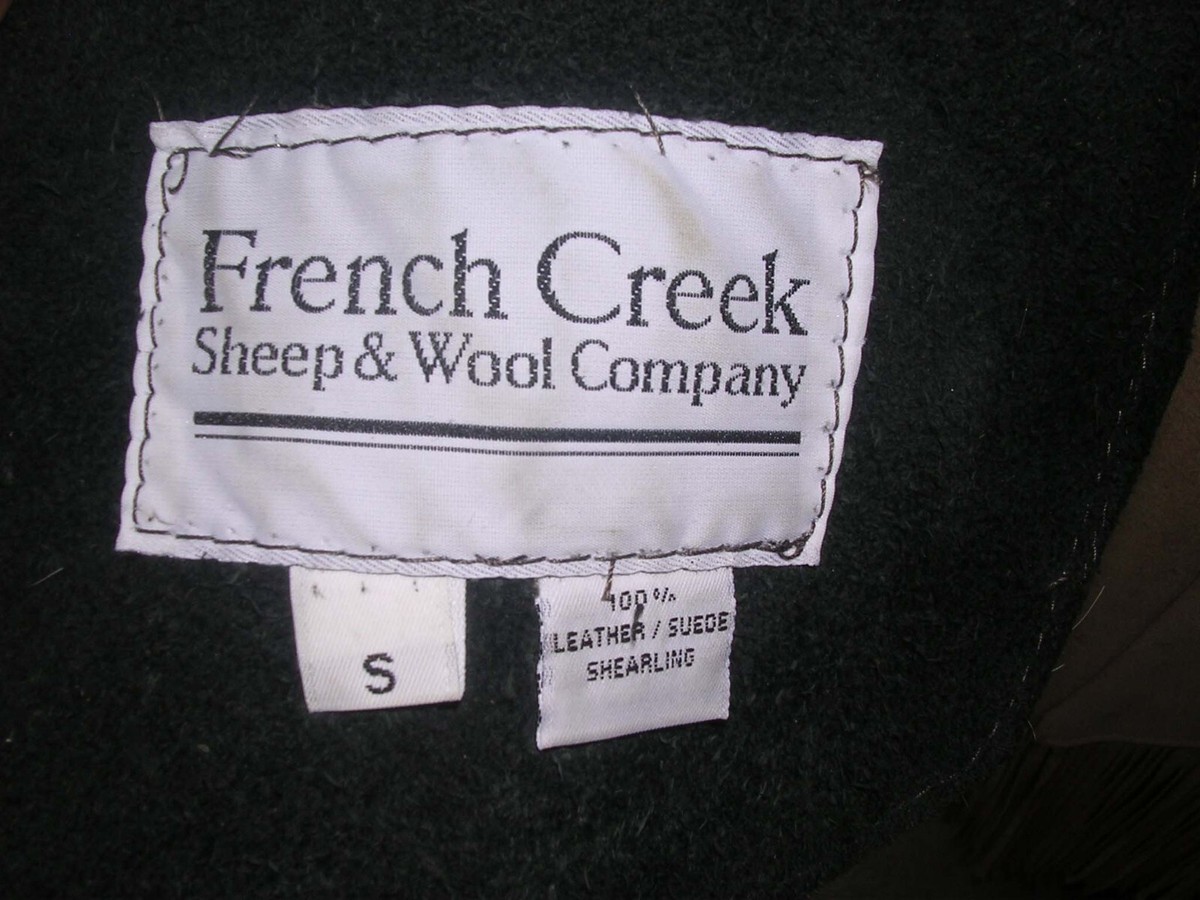 French Creek
Sheep & Wool Company
S
100%
LEATHER / SUEDE
SHEARLING